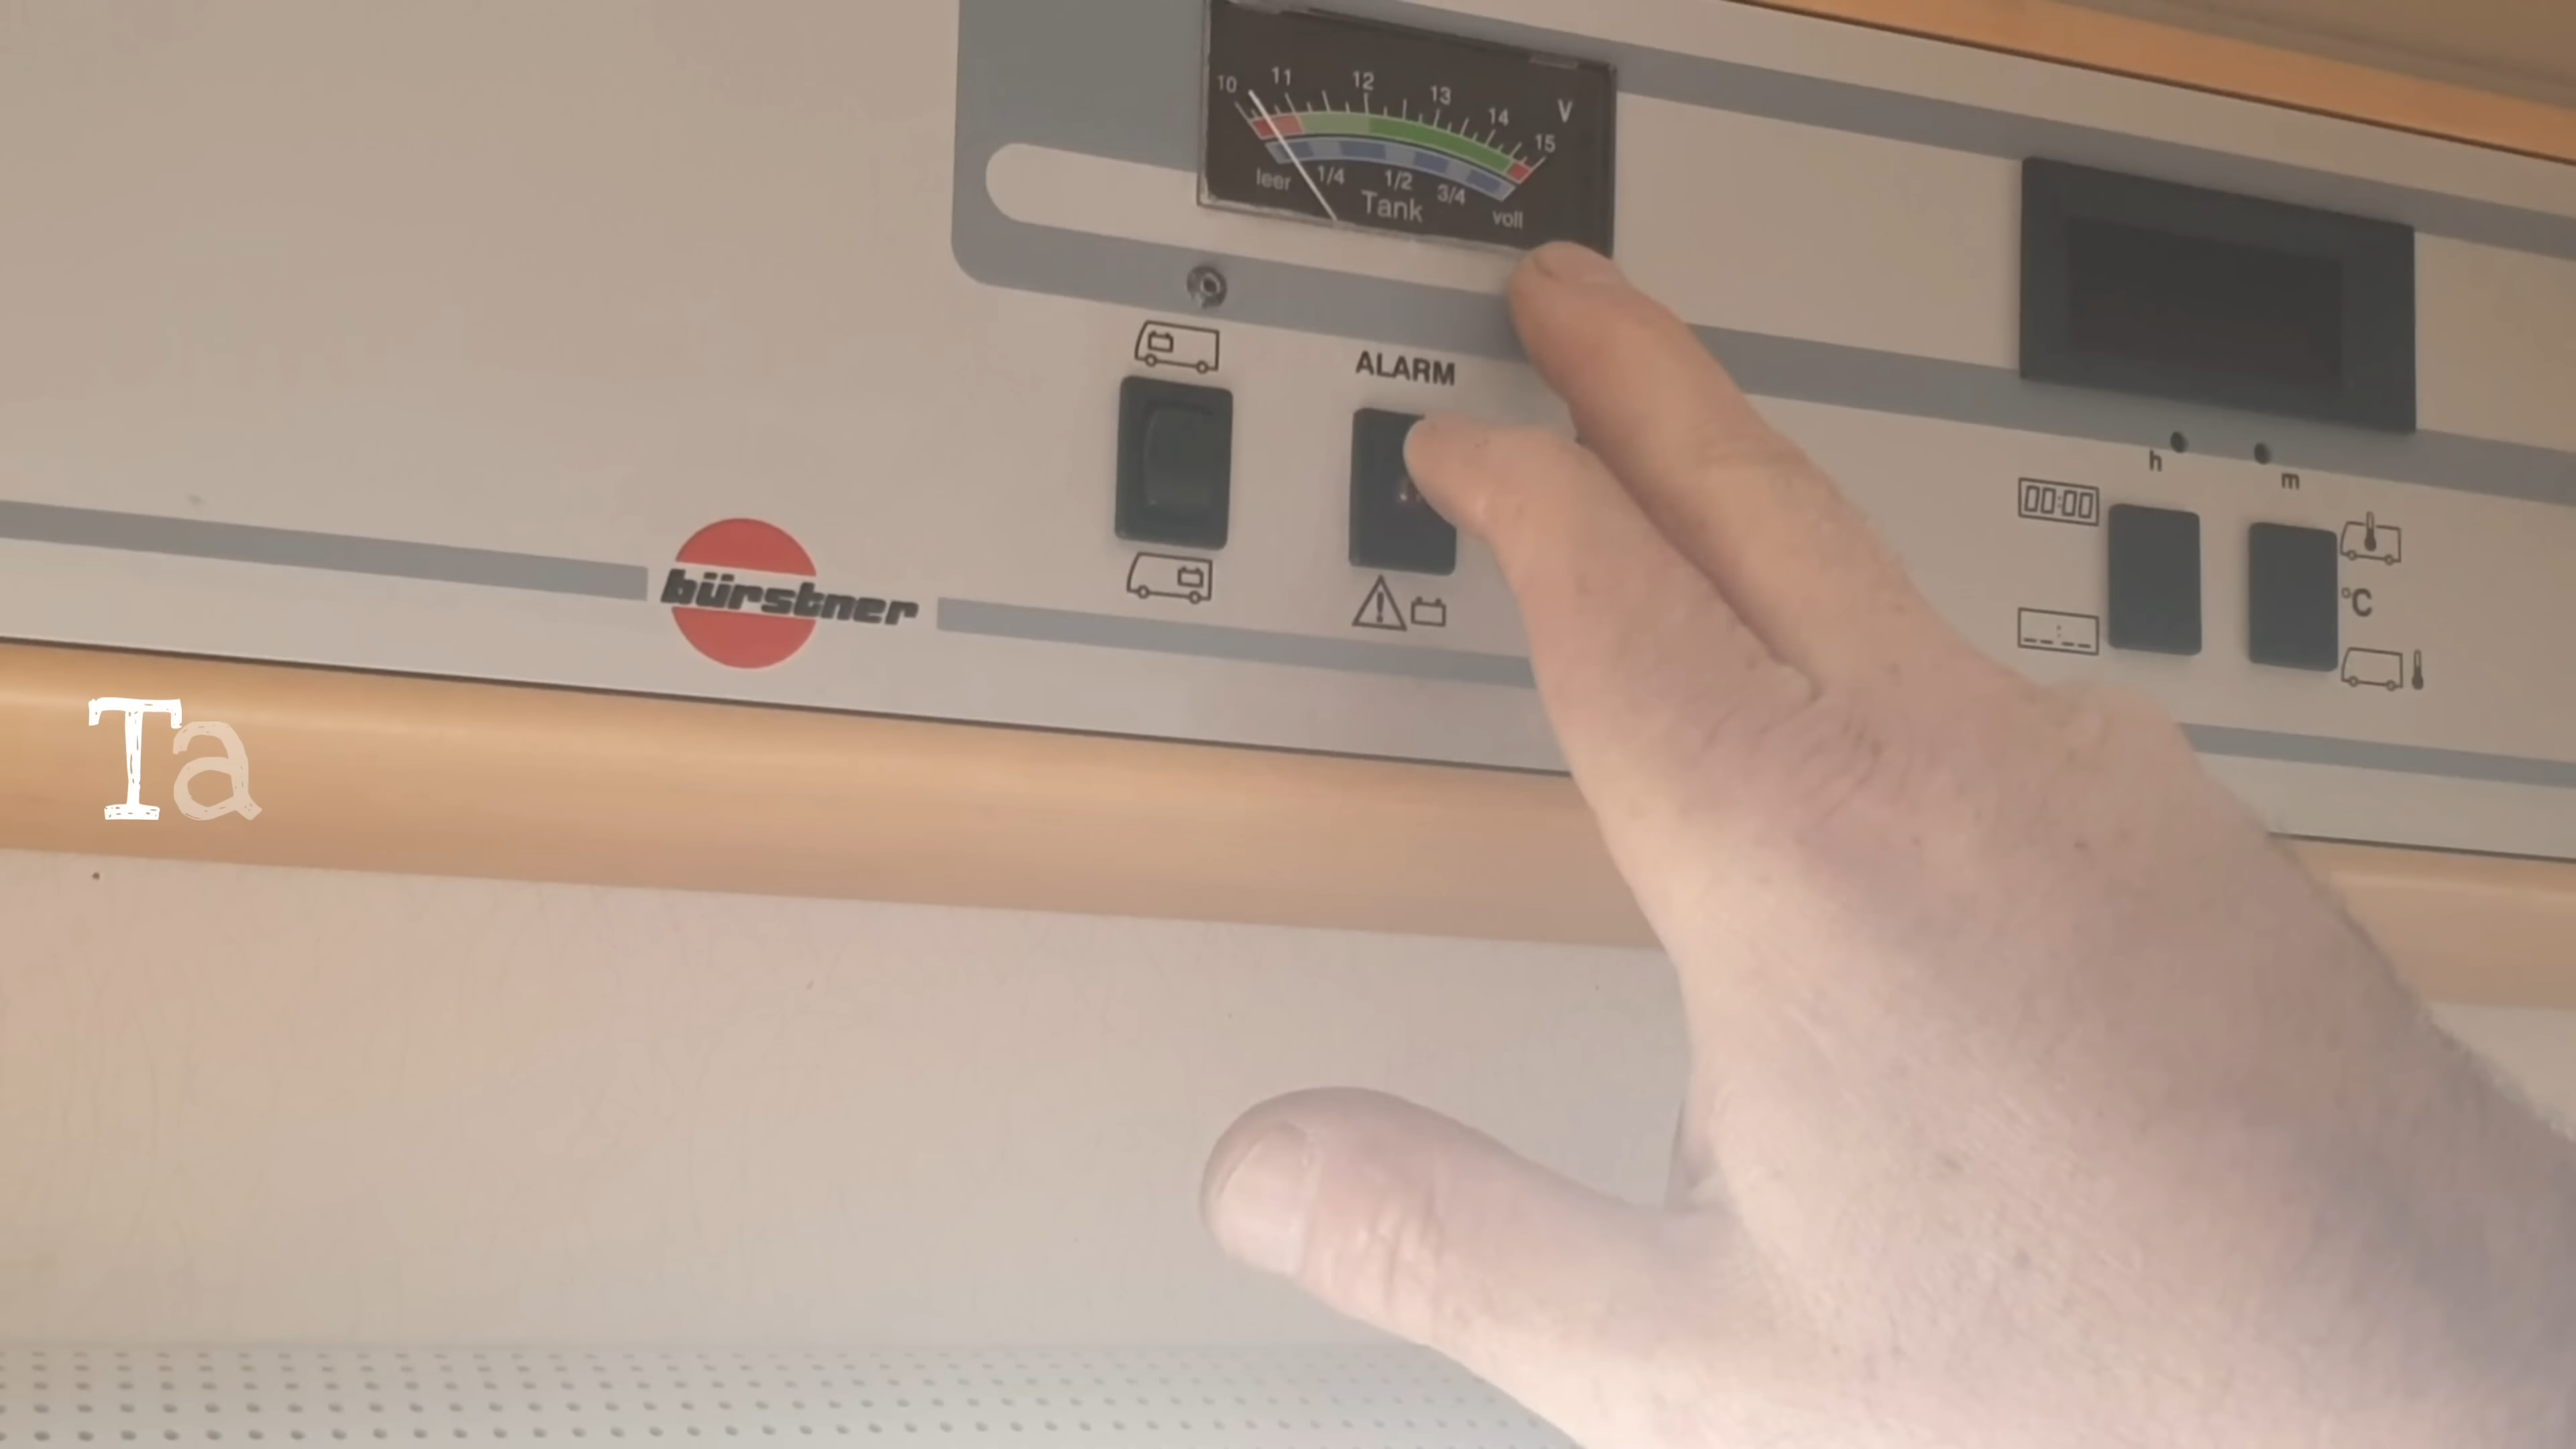 10 11 12 13 14 15 V
leer 1/4 1/2 3/4 voll
Tank
ALARM
h m
00:00
°C
bürstner
Ta